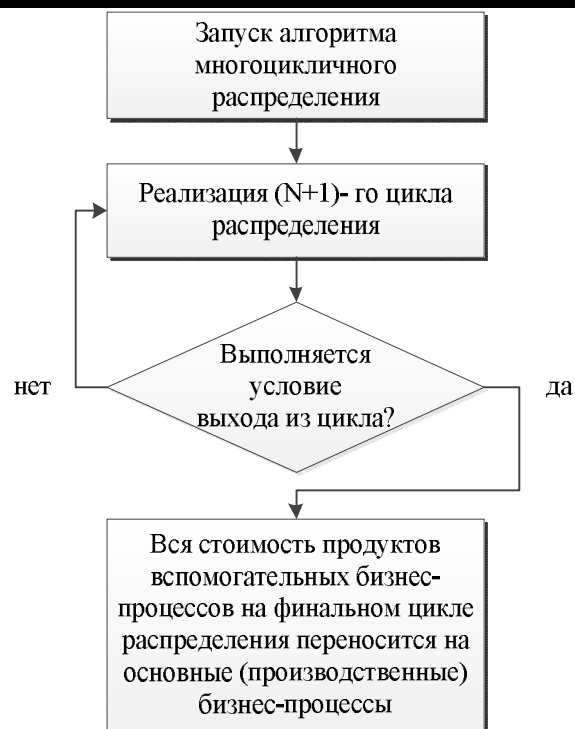 Запуск алгоритма
многоцикличного
распределения
Реализация (N+1)- го цикла
распределения
Выполняется
условие
выхода из цикла?
нет
да
Вся стоимость продуктов
вспомогательных бизнес-
процессов на финальном цикле
распределения переносится на
основные (производственные)
бизнес-процессы